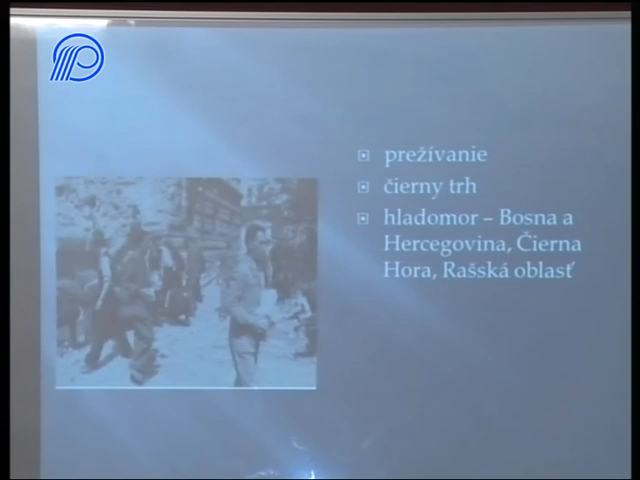 prežívanie
čierny trh
hladomor – Bosna a
Hercegovina, Čierna
Hora, Rašská oblasť